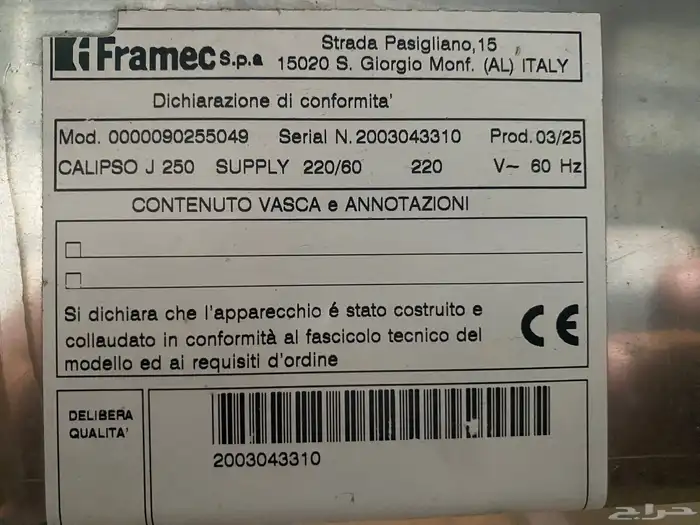 Framec S.p.a
Strada Pasigliano,15
15020 S. Giorgio Monf. (AL) ITALY
Dichiarazione di conformita'
Mod. 0000090255049 Serial N.2003043310 Prod.03/25
CALIPSO J 250 SUPPLY 220/60 220 V~ 60 Hz
CONTENUTO VASCA e ANNOTAZIONI
Si dichiara che l'apparecchio é stato costruito e
collaudato in conformità al fascicolo tecnico del
modello ed ai requisiti d'ordine
CE
DELIBERA
QUALITA'
2003043310
حراج